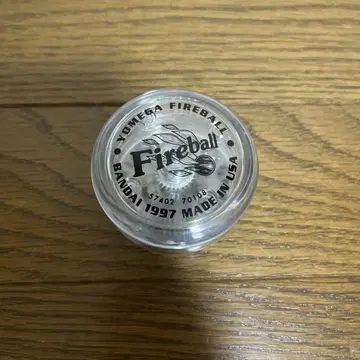 • YOMEGA FIREBALL •
Fireball
57402 70108
BANDAI 1997 MADE IN USA